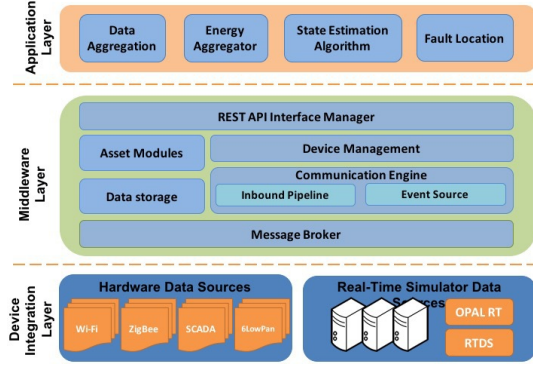 Application
Layer
Data
Aggregation
Energy
Aggregator
State Estimation
Algorithm
Fault Location
Middleware
Layer
REST API Interface Manager
Asset Modules
Device Management
Data storage
Communication Engine
Inbound Pipeline
Event Source
Message Broker
Device
Integration
Layer
Hardware Data Sources
Wi-Fi
ZigBee
SCADA
6LowPan
Real-Time Simulator Data
Sources
OPAL RT
RTDS